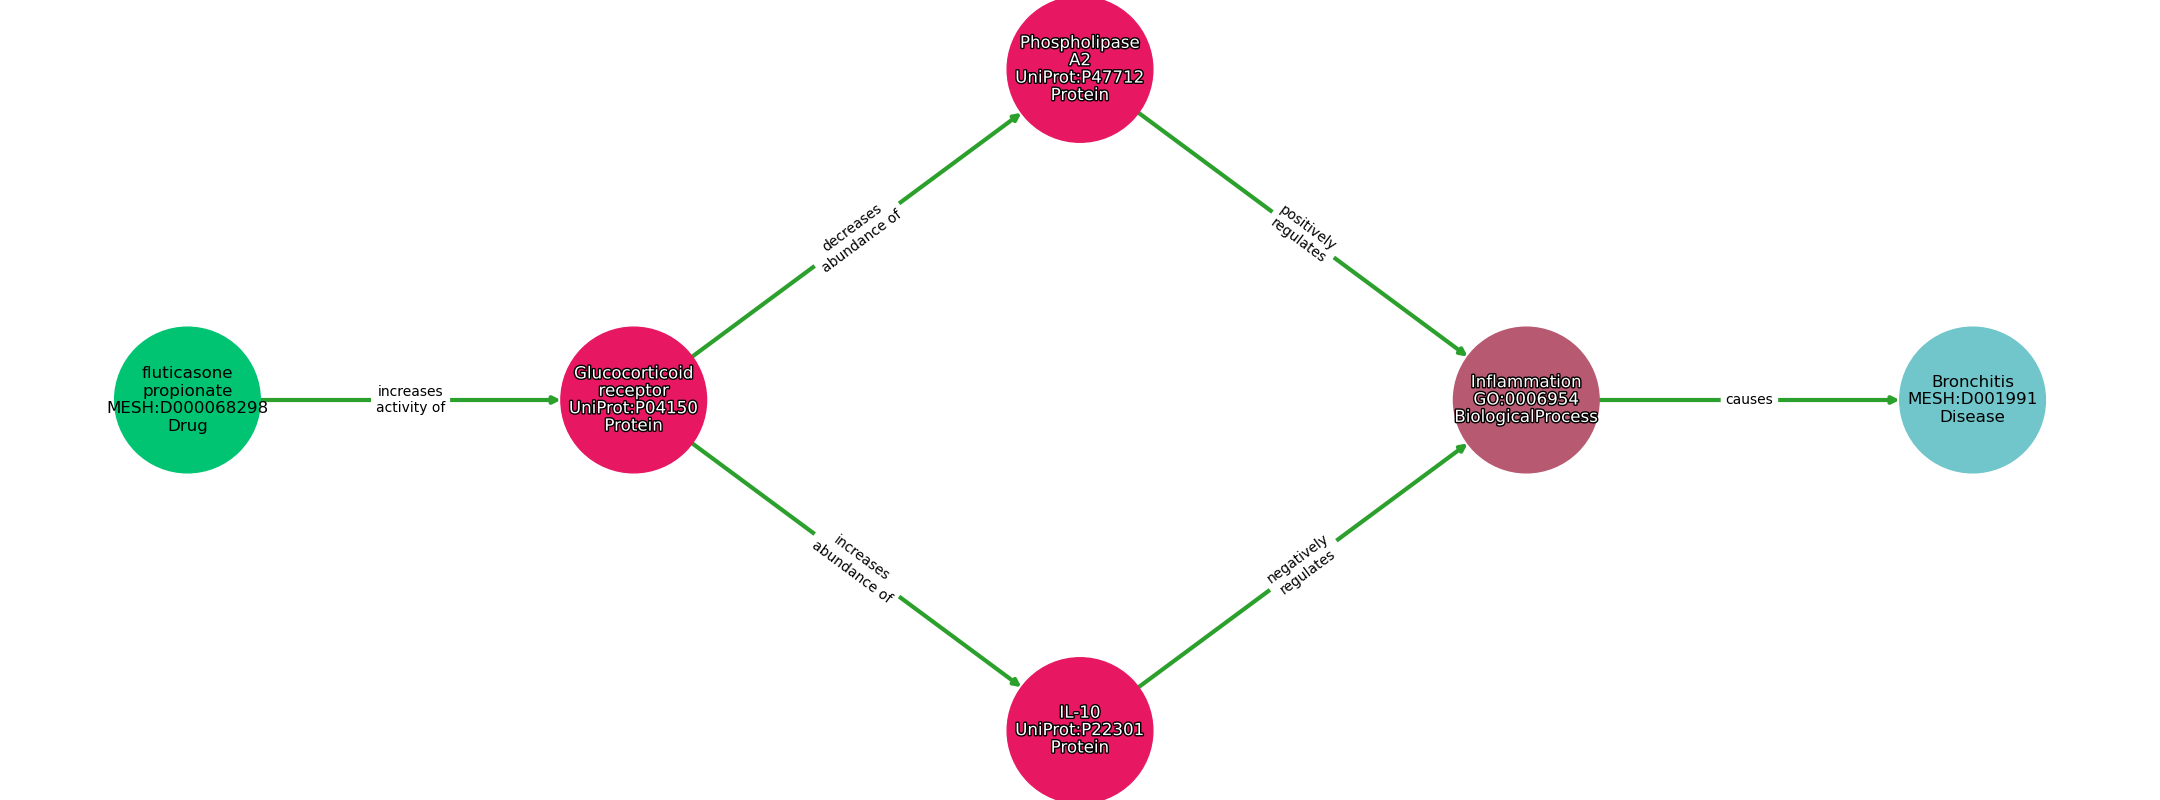 Phospholipase
A2
UniProt:P47712
Protein
decreases
abundance of
positively
regulates
fluticasone
propionate
MESH:D000068298
Drug
increases
activity of
Glucocorticoid
receptor
UniProt:P04150
Protein
Inflammation
GO:0006954
BiologicalProcess
causes
Bronchitis
MESH:D001991
Disease
increases
abundance of
negatively
regulates
IL-10
UniProt:P22301
Protein